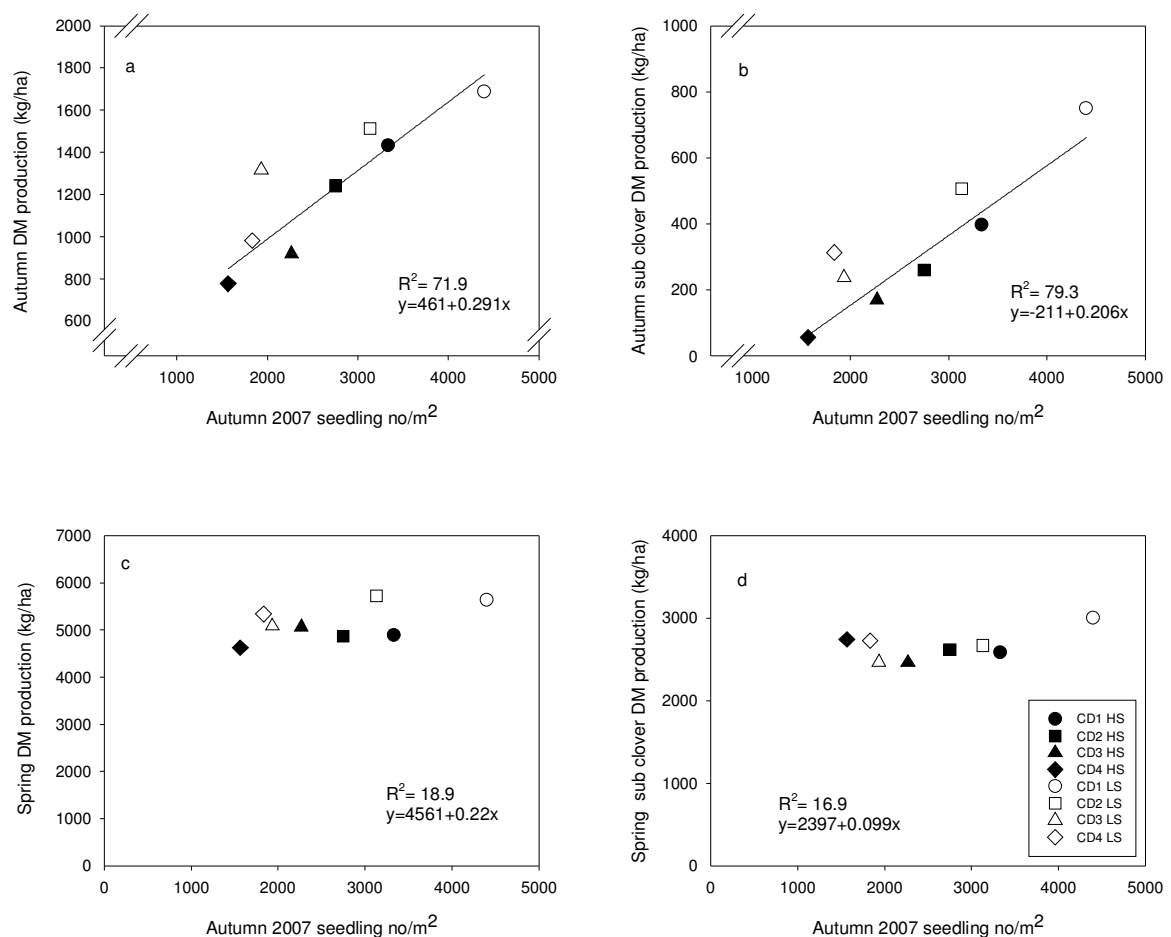 a
Autumn DM production (kg/ha)
2000
1800
1600
1400
1200
1000
800
600
R²= 71.9
y=461+0.291x
1000 2000 3000 4000 5000
Autumn 2007 seedling no/m²
b
Autumn sub clover DM production (kg/ha)
1000
800
600
400
200
0
R²= 79.3
y=-211+0.206x
1000 2000 3000 4000 5000
Autumn 2007 seedling no/m²
c
Spring DM production (kg/ha)
7000
6000
5000
4000
3000
2000
1000
0
R²= 18.9
y=4561+0.22x
0 1000 2000 3000 4000 5000
Autumn 2007 seedling no/m²
d
Spring sub clover DM production (kg/ha)
4000
3000
2000
1000
0
R²= 16.9
y=2397+0.099x
CD1 HS
CD2 HS
CD3 HS
CD4 HS
CD1 LS
CD2 LS
CD3 LS
CD4 LS
0 1000 2000 3000 4000 5000
Autumn 2007 seedling no/m²